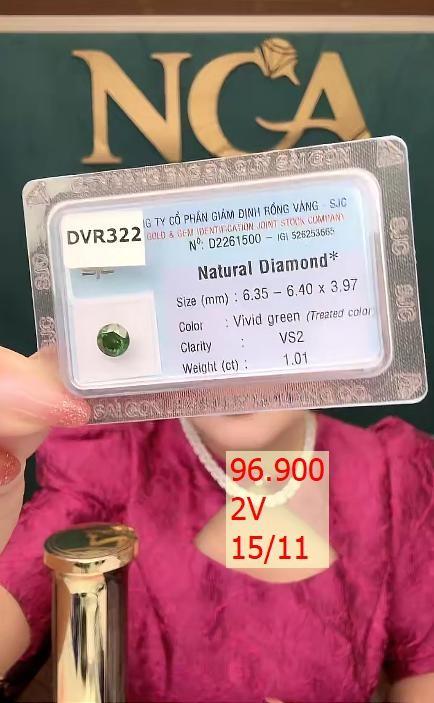 NCA
DVR322
TY CỔ PHẦN GIÁM ĐỊNH RỒNG VÀNG - SJC
GOLD & GEM IDENTIFICATION JOINT STOCK COMPANY
Nº: D2261500 – IGI 526253665
Natural Diamond*
Size (mm) : 6.35 – 6.40 x 3.97
Color : Vivid green (Treated color
Clarity : VS2
Weight (ct) : 1.01
96.900
2V
15/11